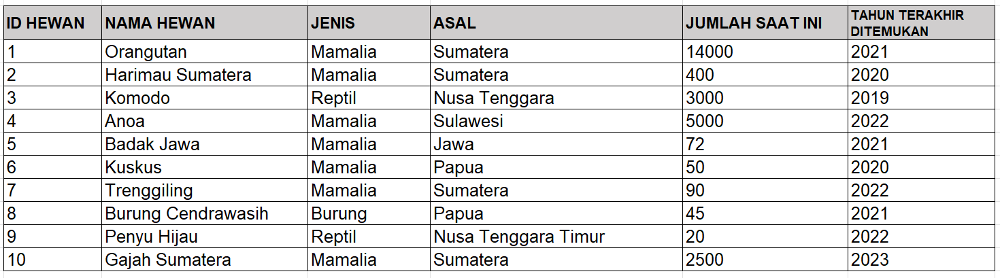 ID HEWAN NAMA HEWAN JENIS ASAL JUMLAH SAAT INI TAHUN TERAKHIR DITEMUKAN
1 Orangutan Mamalia Sumatera 14000 2021
2 Harimau Sumatera Mamalia Sumatera 400 2020
3 Komodo Reptil Nusa Tenggara 3000 2019
4 Anoa Mamalia Sulawesi 5000 2022
5 Badak Jawa Mamalia Jawa 72 2021
6 Kuskus Mamalia Papua 50 2020
7 Trenggiling Mamalia Sumatera 90 2022
8 Burung Cendrawasih Burung Papua 45 2021
9 Penyu Hijau Reptil Nusa Tenggara Timur 20 2022
10 Gajah Sumatera Mamalia Sumatera 2500 2023